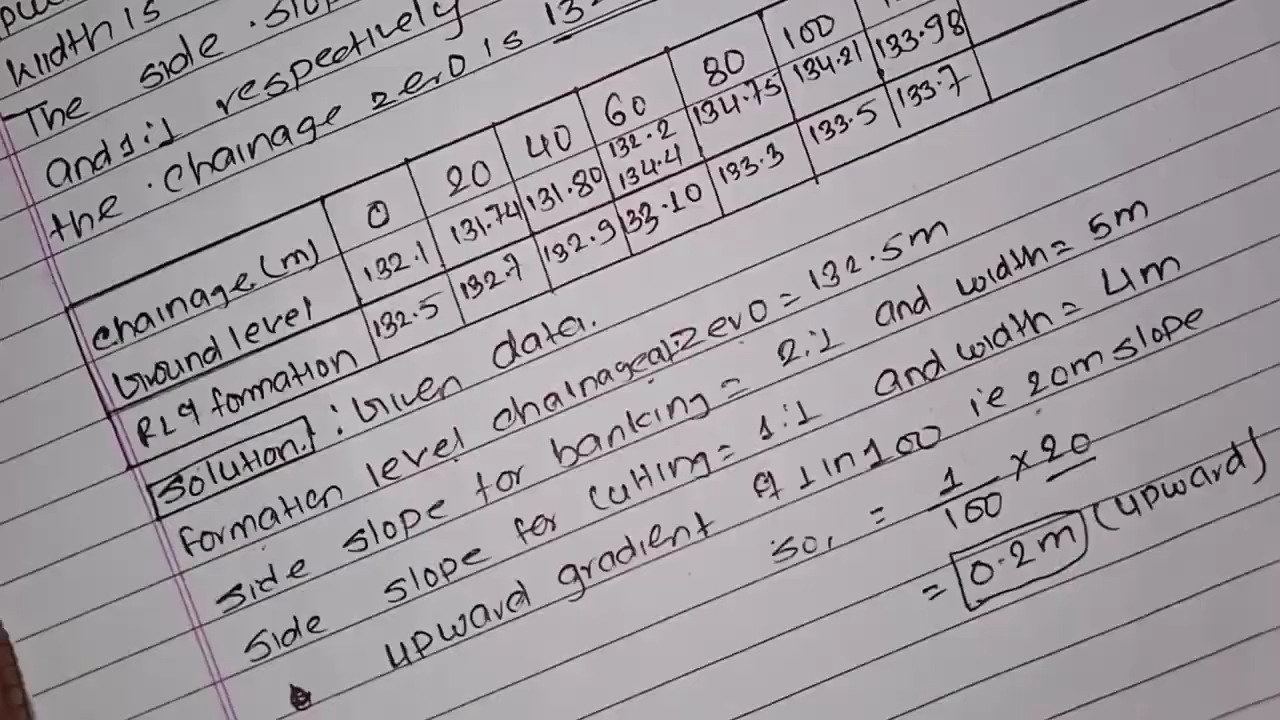 width is
The side slop
and 1:1 respectively
the chainage zero is 13
chainage (m) 0 20 40 60 80 100
Ground level 132.1 131.74 131.80 132.2 134.4 134.75 134.21 133.98
RL of formation 132.5 132.7 132.9 133.10 133.3 133.5 133.7
Solution: Given data.
formation level chainage at zero = 132.5m
side slope for banking = 2:1 and width = 5m
side slope for cutting = 1:1 and width = 4m
upward gradient of 1 in 100 ie 20m slope
so, = 1/100 × 20
= 0.2m (upward)